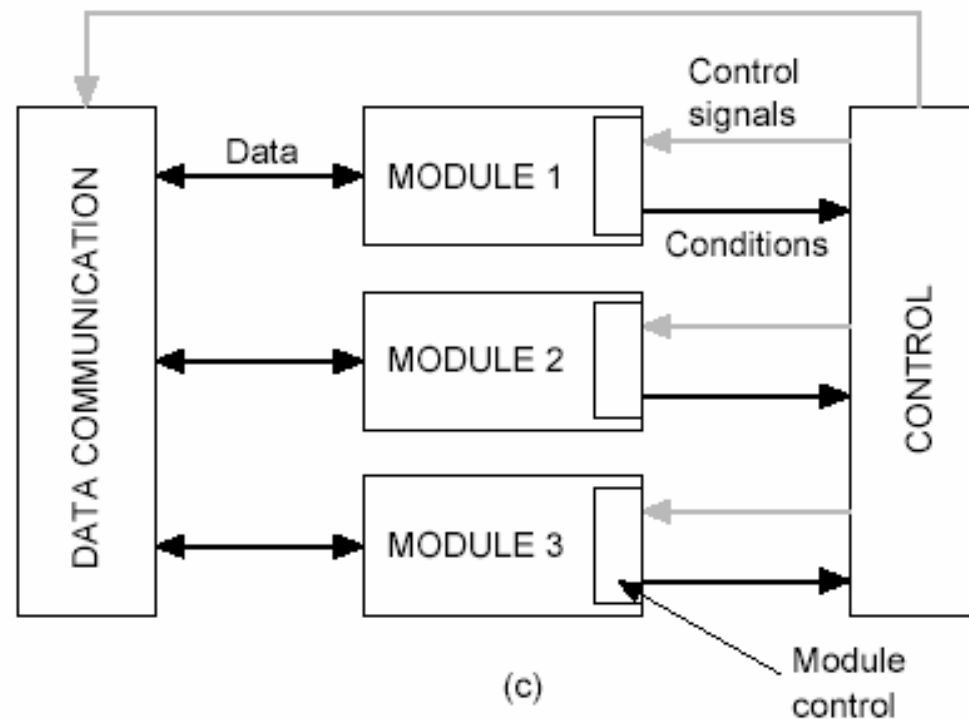 Control
signals
Data
MODULE 1
Conditions
DATA COMMUNICATION
MODULE 2
CONTROL
MODULE 3
Module
control
(c)